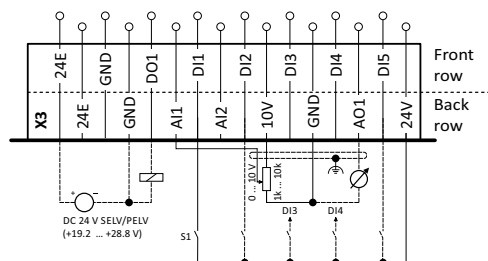 24E
GND
DO1
DI1
DI2
DI3
DI4
DI5
Front
row
X3
24E
GND
AI1
AI2
10V
GND
AO1
24V
Back
row
0 ... 10 V
1k ... 10k
DI3
DI4
+
−
DC 24 V SELV/PELV
(+19.2 ... +28.8 V)
S1